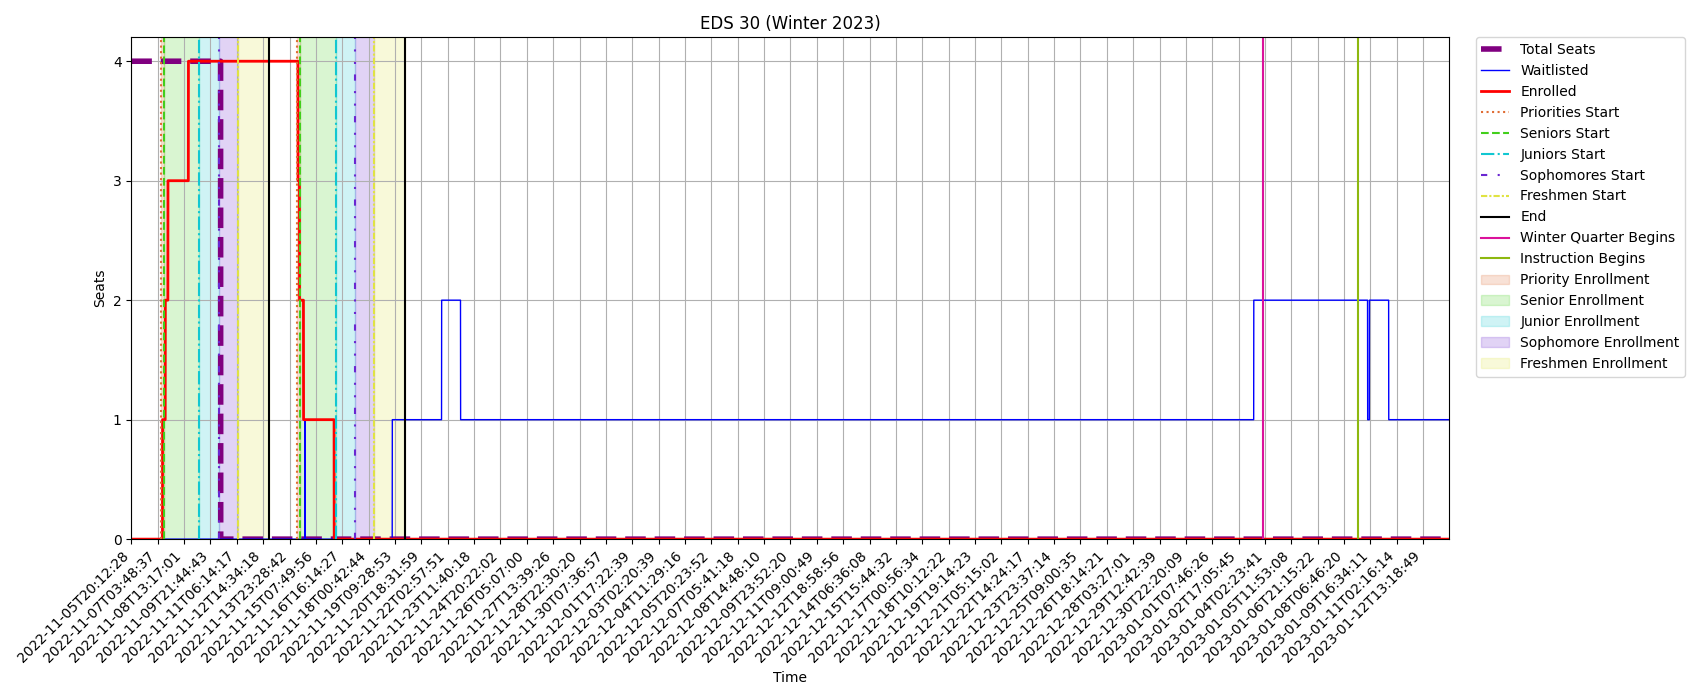 EDS 30 (Winter 2023)
Seats
4
3
2
1
0
2022-11-05T20:12:28
2022-11-07T03:48:37
2022-11-08T13:17:01
2022-11-09T21:44:43
2022-11-11T06:14:17
2022-11-12T14:34:18
2022-11-13T23:28:42
2022-11-15T07:49:56
2022-11-16T16:14:27
2022-11-18T00:42:44
2022-11-19T09:28:53
2022-11-20T18:31:59
2022-11-22T02:57:51
2022-11-23T11:40:18
2022-11-24T20:22:02
2022-11-26T05:07:00
2022-11-27T13:39:26
2022-11-28T22:30:20
2022-11-30T07:36:57
2022-12-01T17:22:39
2022-12-03T02:20:39
2022-12-04T11:29:16
2022-12-05T20:23:52
2022-12-07T05:41:18
2022-12-08T14:48:10
2022-12-09T23:52:20
2022-12-11T09:00:49
2022-12-12T18:58:56
2022-12-14T06:36:08
2022-12-15T15:44:32
2022-12-17T00:56:34
2022-12-18T10:12:22
2022-12-19T19:14:23
2022-12-21T05:15:02
2022-12-22T14:24:17
2022-12-23T23:37:14
2022-12-25T09:00:35
2022-12-26T18:14:21
2022-12-28T03:27:01
2022-12-29T12:42:39
2022-12-30T22:20:09
2023-01-01T07:46:26
2023-01-02T17:05:45
2023-01-04T02:23:41
2023-01-05T11:53:08
2023-01-06T21:15:22
2023-01-08T06:46:20
2023-01-09T16:34:11
2023-01-11T02:16:14
2023-01-12T13:18:49
Time
Total Seats
Waitlisted
Enrolled
Priorities Start
Seniors Start
Juniors Start
Sophomores Start
Freshmen Start
End
Winter Quarter Begins
Instruction Begins
Priority Enrollment
Senior Enrollment
Junior Enrollment
Sophomore Enrollment
Freshmen Enrollment